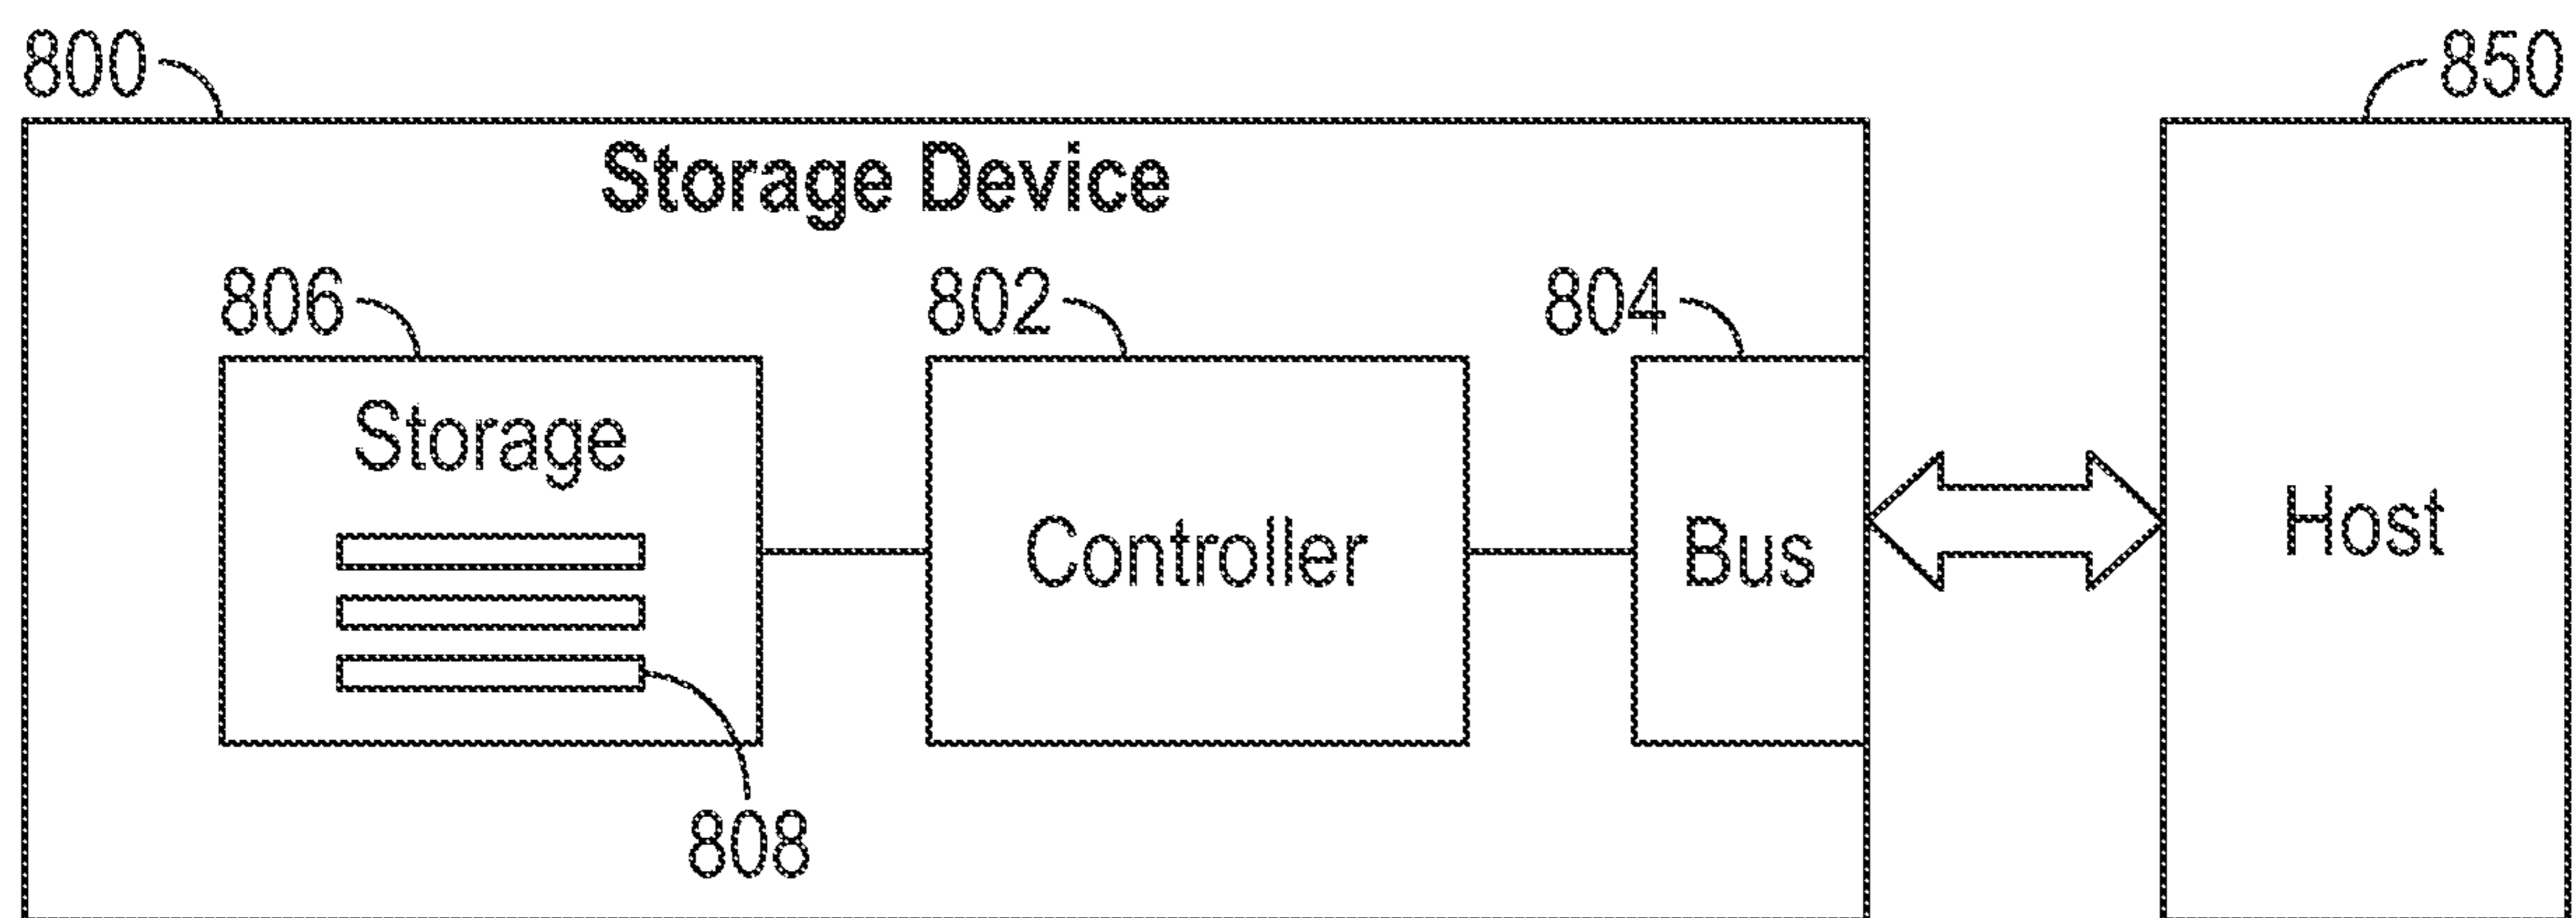 800
850
Storage Device
806
802
804
Storage
Controller
Bus
Host
808